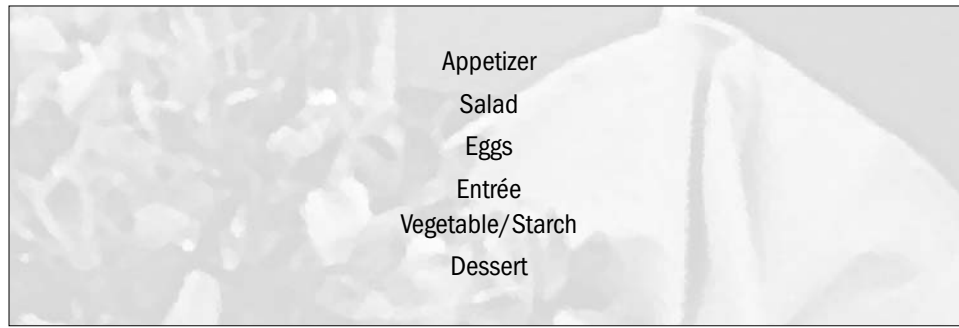 Appetizer
Salad
Eggs
Entrée
Vegetable/Starch
Dessert